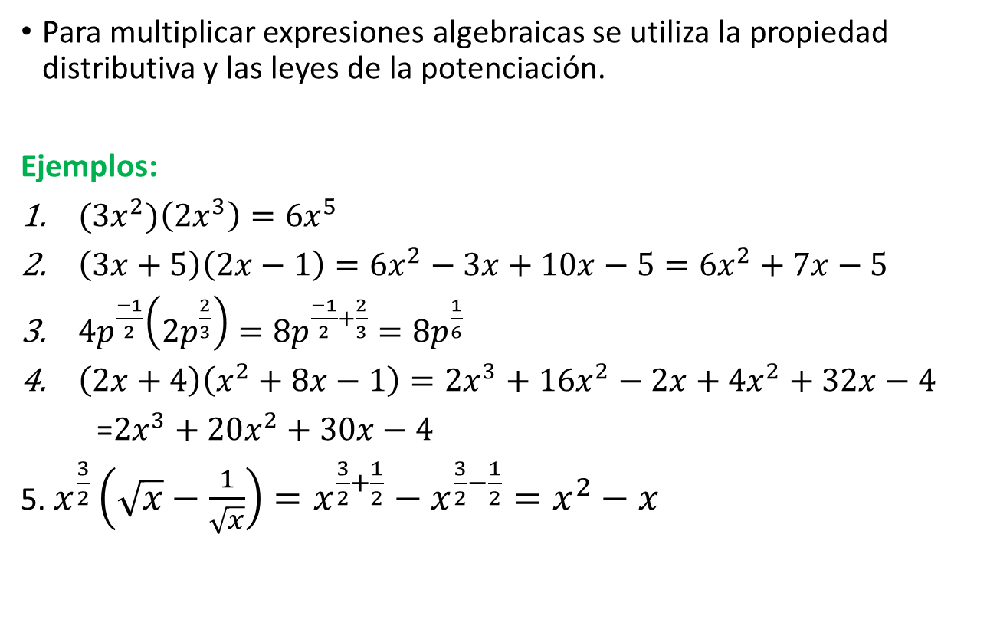 • Para multiplicar expresiones algebraicas se utiliza la propiedad
distributiva y las leyes de la potenciación.
Ejemplos:
1. $(3x^2)(2x^3) = 6x^5$
2. $(3x + 5)(2x - 1) = 6x^2 - 3x + 10x - 5 = 6x^2 + 7x - 5$
3. $4p^{\frac{-1}{2}}\left(2p^{\frac{2}{3}}\right) = 8p^{\frac{-1}{2}+\frac{2}{3}} = 8p^{\frac{1}{6}}$
4. $(2x + 4)(x^2 + 8x - 1) = 2x^3 + 16x^2 - 2x + 4x^2 + 32x - 4$
=$2x^3 + 20x^2 + 30x - 4$
5. $x^{\frac{3}{2}}\left(\sqrt{x} - \frac{1}{\sqrt{x}}\right) = x^{\frac{3}{2}+\frac{1}{2}} - x^{\frac{3}{2}-\frac{1}{2}} = x^2 - x$